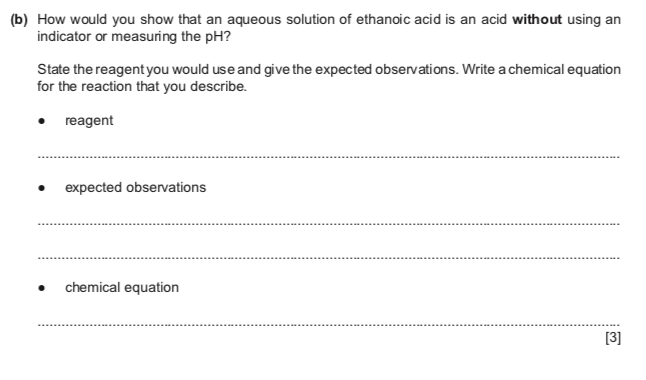 (b) How would you show that an aqueous solution of ethanoic acid is an acid without using an
indicator or measuring the pH?
State the reagent you would use and give the expected observations. Write a chemical equation
for the reaction that you describe.
• reagent
• expected observations
• chemical equation
[3]